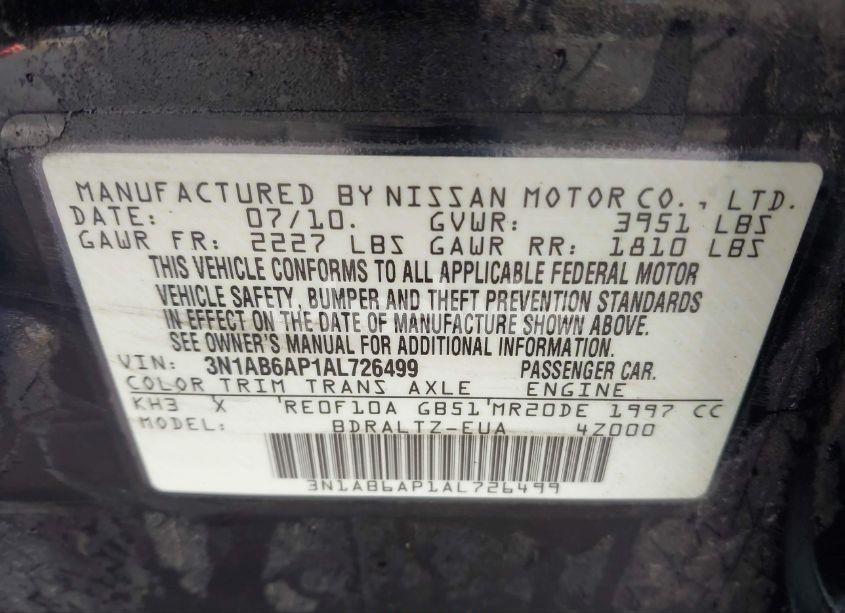 MANUFACTURED BY NISSAN MOTOR CO., LTD.
DATE: 07/10. GVWR: 3951 LBS
GAWR FR: 2227 LBS GAWR RR: 1810 LBS
THIS VEHICLE CONFORMS TO ALL APPLICABLE FEDERAL MOTOR
VEHICLE SAFETY, BUMPER AND THEFT PREVENTION STANDARDS
IN EFFECT ON THE DATE OF MANUFACTURE SHOWN ABOVE.
SEE OWNER'S MANUAL FOR ADDITIONAL INFORMATION.
VIN: 3N1AB6AP1AL726499 PASSENGER CAR.
COLOR TRIM TRANS AXLE ENGINE
KH3 X 'RE0F10A GB51'MR20DE 1997 CC
MODEL: BDRALTZ-EUA 4Z000
3N1AB6AP1AL726499